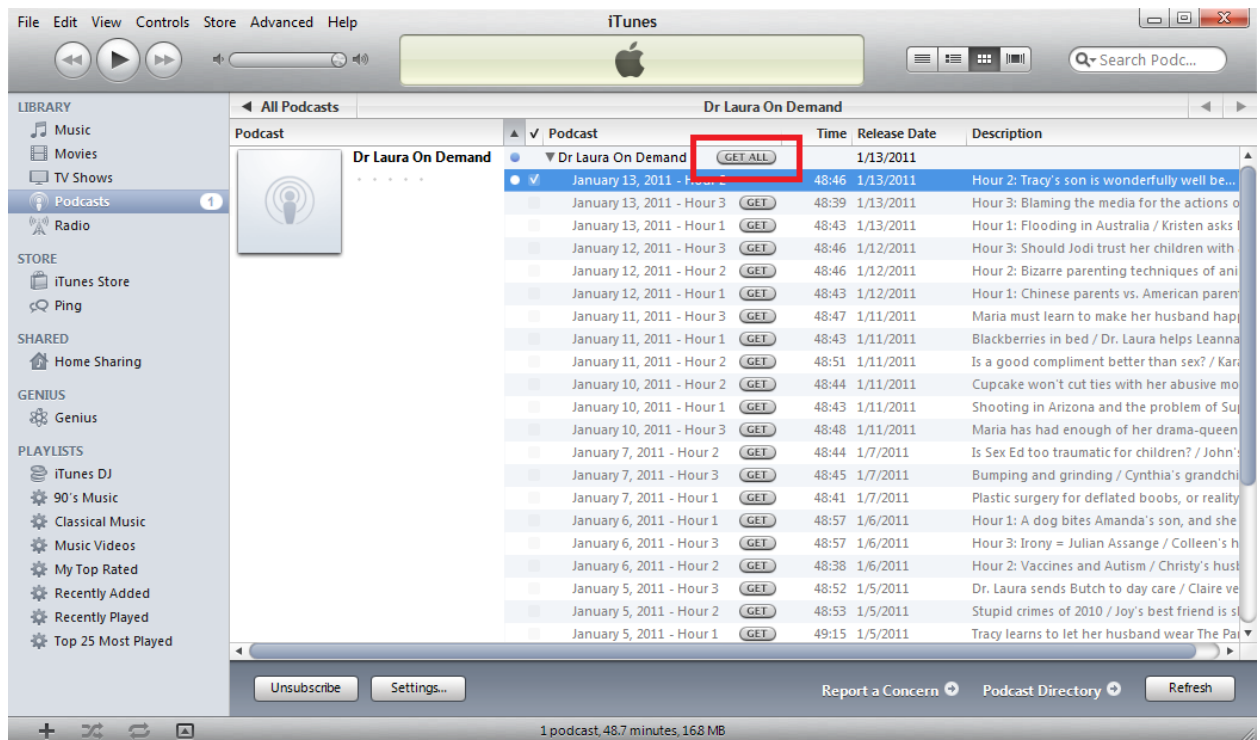 File Edit View Controls Store Advanced Help
iTunes
Search Podc...
LIBRARY
Music
Movies
TV Shows
Podcasts 1
Radio
STORE
iTunes Store
Ping
SHARED
Home Sharing
GENIUS
Genius
PLAYLISTS
iTunes DJ
90's Music
Classical Music
Music Videos
My Top Rated
Recently Added
Recently Played
Top 25 Most Played
All Podcasts
Dr Laura On Demand
Podcast
Dr Laura On Demand
Podcast Time Release Date Description
Dr Laura On Demand GET ALL 1/13/2011
January 13, 2011 - Hour 2 48:46 1/13/2011 Hour 2: Tracy's son is wonderfully well be...
January 13, 2011 - Hour 3 GET 48:39 1/13/2011 Hour 3: Blaming the media for the actions o
January 13, 2011 - Hour 1 GET 48:43 1/13/2011 Hour 1: Flooding in Australia / Kristen asks
January 12, 2011 - Hour 3 GET 48:46 1/12/2011 Hour 3: Should Jodi trust her children with
January 12, 2011 - Hour 2 GET 48:46 1/12/2011 Hour 2: Bizarre parenting techniques of ani
January 12, 2011 - Hour 1 GET 48:43 1/12/2011 Hour 1: Chinese parents vs. American paren
January 11, 2011 - Hour 3 GET 48:47 1/11/2011 Maria must learn to make her husband hap
January 11, 2011 - Hour 1 GET 48:43 1/11/2011 Blackberries in bed / Dr. Laura helps Leanna
January 11, 2011 - Hour 2 GET 48:51 1/11/2011 Is a good compliment better than sex? / Kar
January 10, 2011 - Hour 2 GET 48:44 1/11/2011 Cupcake won't cut ties with her abusive mo
January 10, 2011 - Hour 1 GET 48:43 1/11/2011 Shooting in Arizona and the problem of Su
January 10, 2011 - Hour 3 GET 48:48 1/11/2011 Maria has had enough of her drama-queen
January 7, 2011 - Hour 2 GET 48:44 1/7/2011 Is Sex Ed too traumatic for children? / John's
January 7, 2011 - Hour 3 GET 48:45 1/7/2011 Bumping and grinding / Cynthia's grandchi
January 7, 2011 - Hour 1 GET 48:41 1/7/2011 Plastic surgery for deflated boobs, or reality
January 6, 2011 - Hour 1 GET 48:57 1/6/2011 Hour 1: A dog bites Amanda's son, and she
January 6, 2011 - Hour 3 GET 48:57 1/6/2011 Hour 3: Irony = Julian Assange / Colleen's h
January 6, 2011 - Hour 2 GET 48:38 1/6/2011 Hour 2: Vaccines and Autism / Christy's hus
January 5, 2011 - Hour 3 GET 48:52 1/5/2011 Dr. Laura sends Butch to day care / Claire ve
January 5, 2011 - Hour 2 GET 48:53 1/5/2011 Stupid crimes of 2010 / Joy's best friend is sl
January 5, 2011 - Hour 1 GET 49:15 1/5/2011 Tracy learns to let her husband wear The Pa
Unsubscribe Settings... Report a Concern Podcast Directory Refresh
1 podcast, 48.7 minutes, 16.8 MB